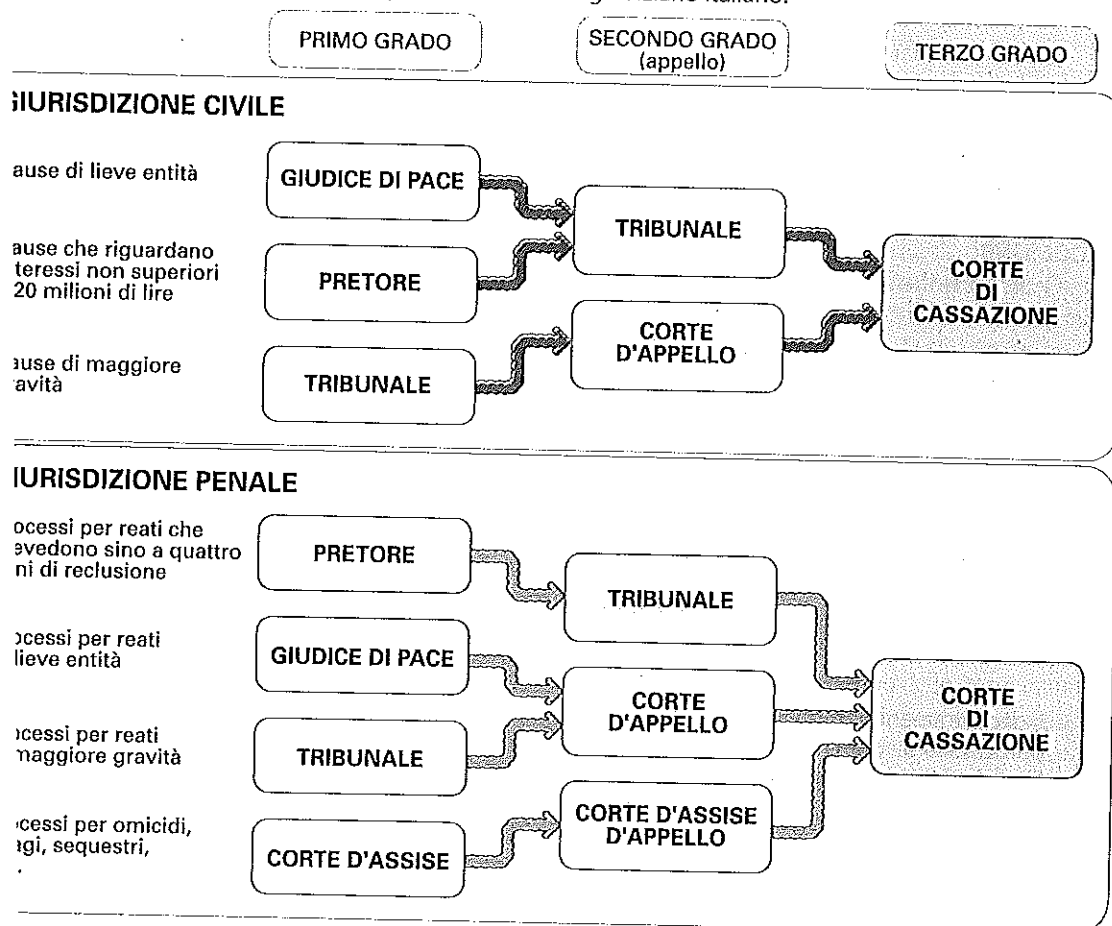 PRIMO GRADO
SECONDO GRADO
(appello)
TERZO GRADO
GIURISDIZIONE CIVILE
ause di lieve entità
GIUDICE DI PACE
TRIBUNALE
ause che riguardano
teressi non superiori
20 milioni di lire
PRETORE
CORTE
DI
CASSAZIONE
CORTE
D'APPELLO
ause di maggiore
avità
TRIBUNALE
IURISDIZIONE PENALE
ocessi per reati che
evedono sino a quattro
ni di reclusione
PRETORE
TRIBUNALE
ocessi per reati
lieve entità
GIUDICE DI PACE
CORTE
D'APPELLO
CORTE
DI
CASSAZIONE
ocessi per reati
maggiore gravità
TRIBUNALE
CORTE D'ASSISE
D'APPELLO
cessi per omicidi,
agi, sequestri,
CORTE D'ASSISE